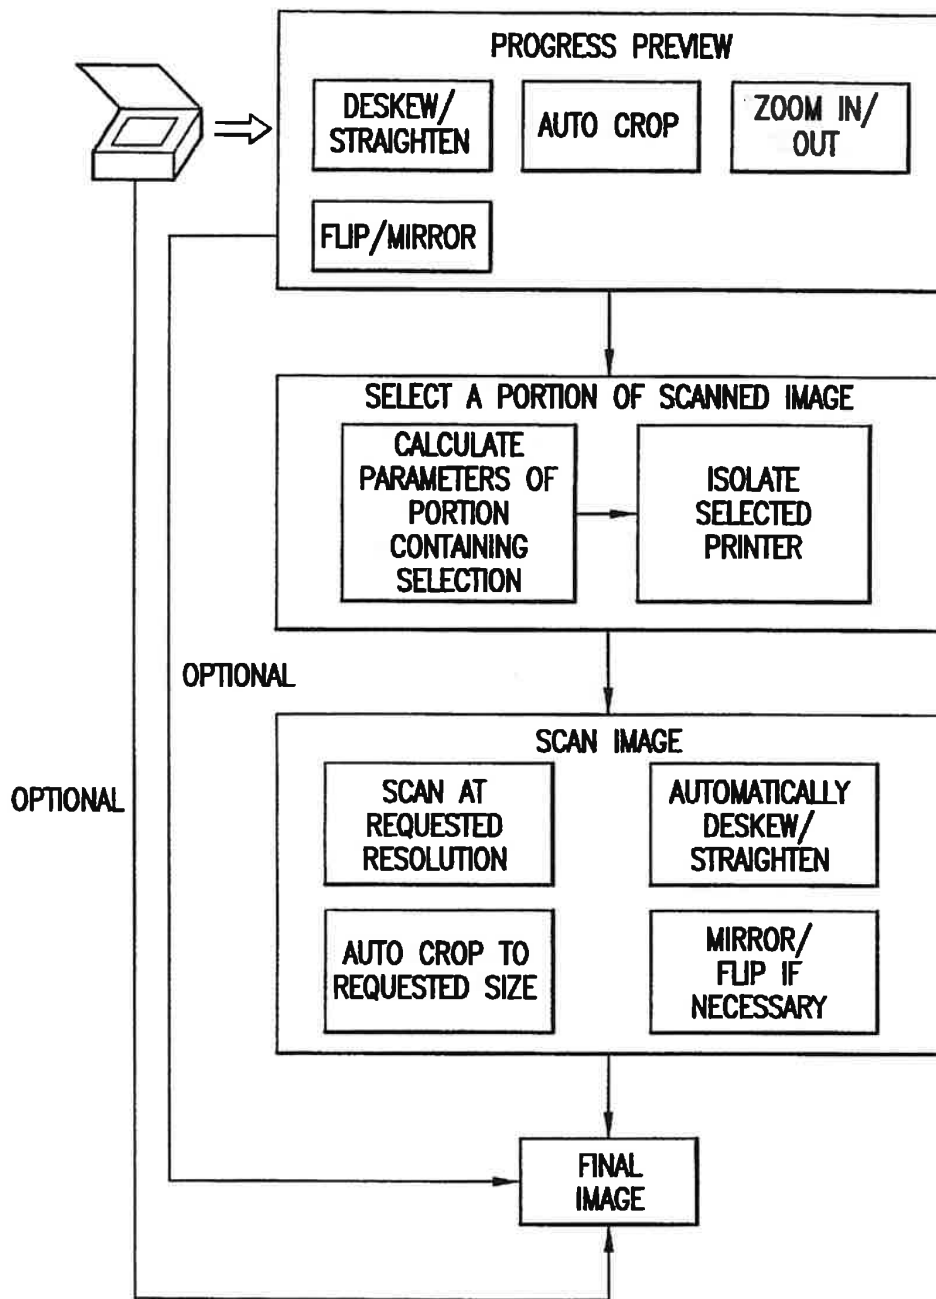 PROGRESS PREVIEW
DESKEW/
STRAIGHTEN
AUTO CROP
ZOOM IN/
OUT
FLIP/MIRROR
SELECT A PORTION OF SCANNED IMAGE
CALCULATE
PARAMETERS OF
PORTION
CONTAINING
SELECTION
ISOLATE
SELECTED
PRINTER
OPTIONAL
OPTIONAL
SCAN IMAGE
SCAN AT
REQUESTED
RESOLUTION
AUTOMATICALLY
DESKEW/
STRAIGHTEN
AUTO CROP TO
REQUESTED SIZE
MIRROR/
FLIP IF
NECESSARY
FINAL
IMAGE